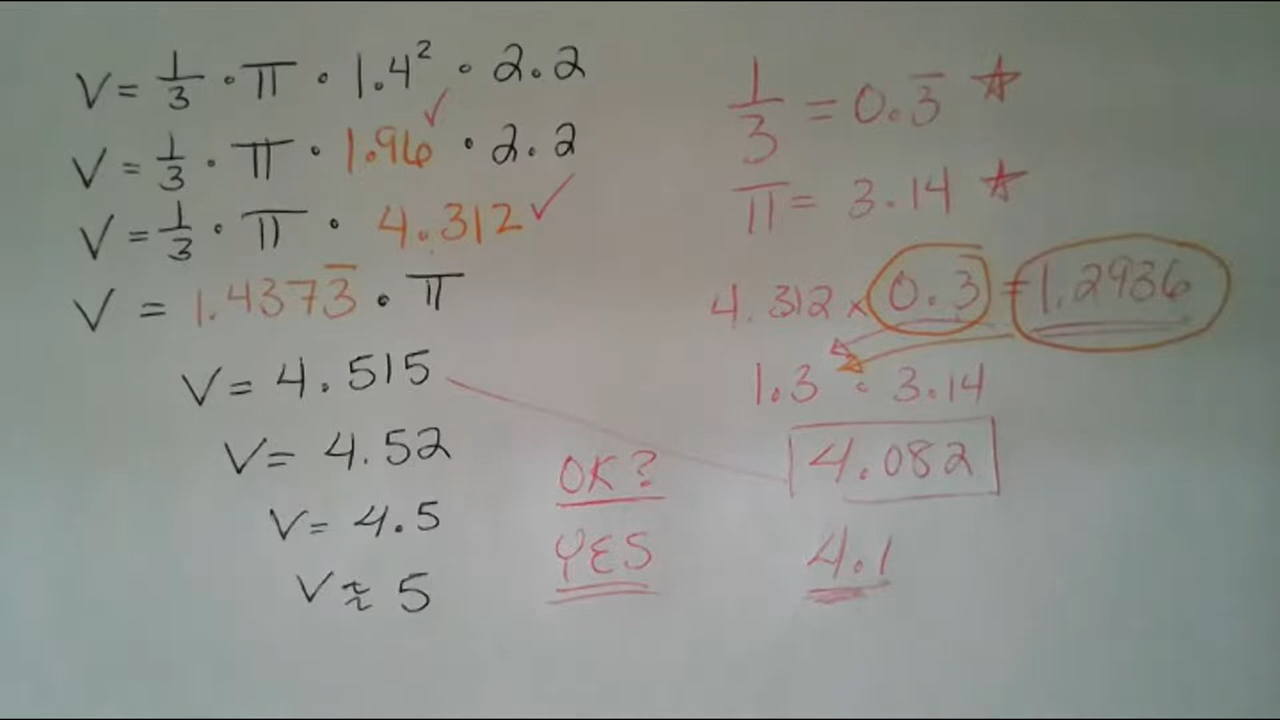 V = 1/3 · π · 1.4² · 2.2
V = 1/3 · π · 1.96 ✓ · 2.2
V = 1/3 · π · 4.312 ✓
V = 1.4373̅ · π
V = 4.515
V = 4.52
V = 4.5
V ≈ 5
OK?
YES
1/3 = 0.3̅ ☆
π = 3.14 ☆
4.312 × 0.3 = 1.2936
1.3 · 3.14
4.082
4.1